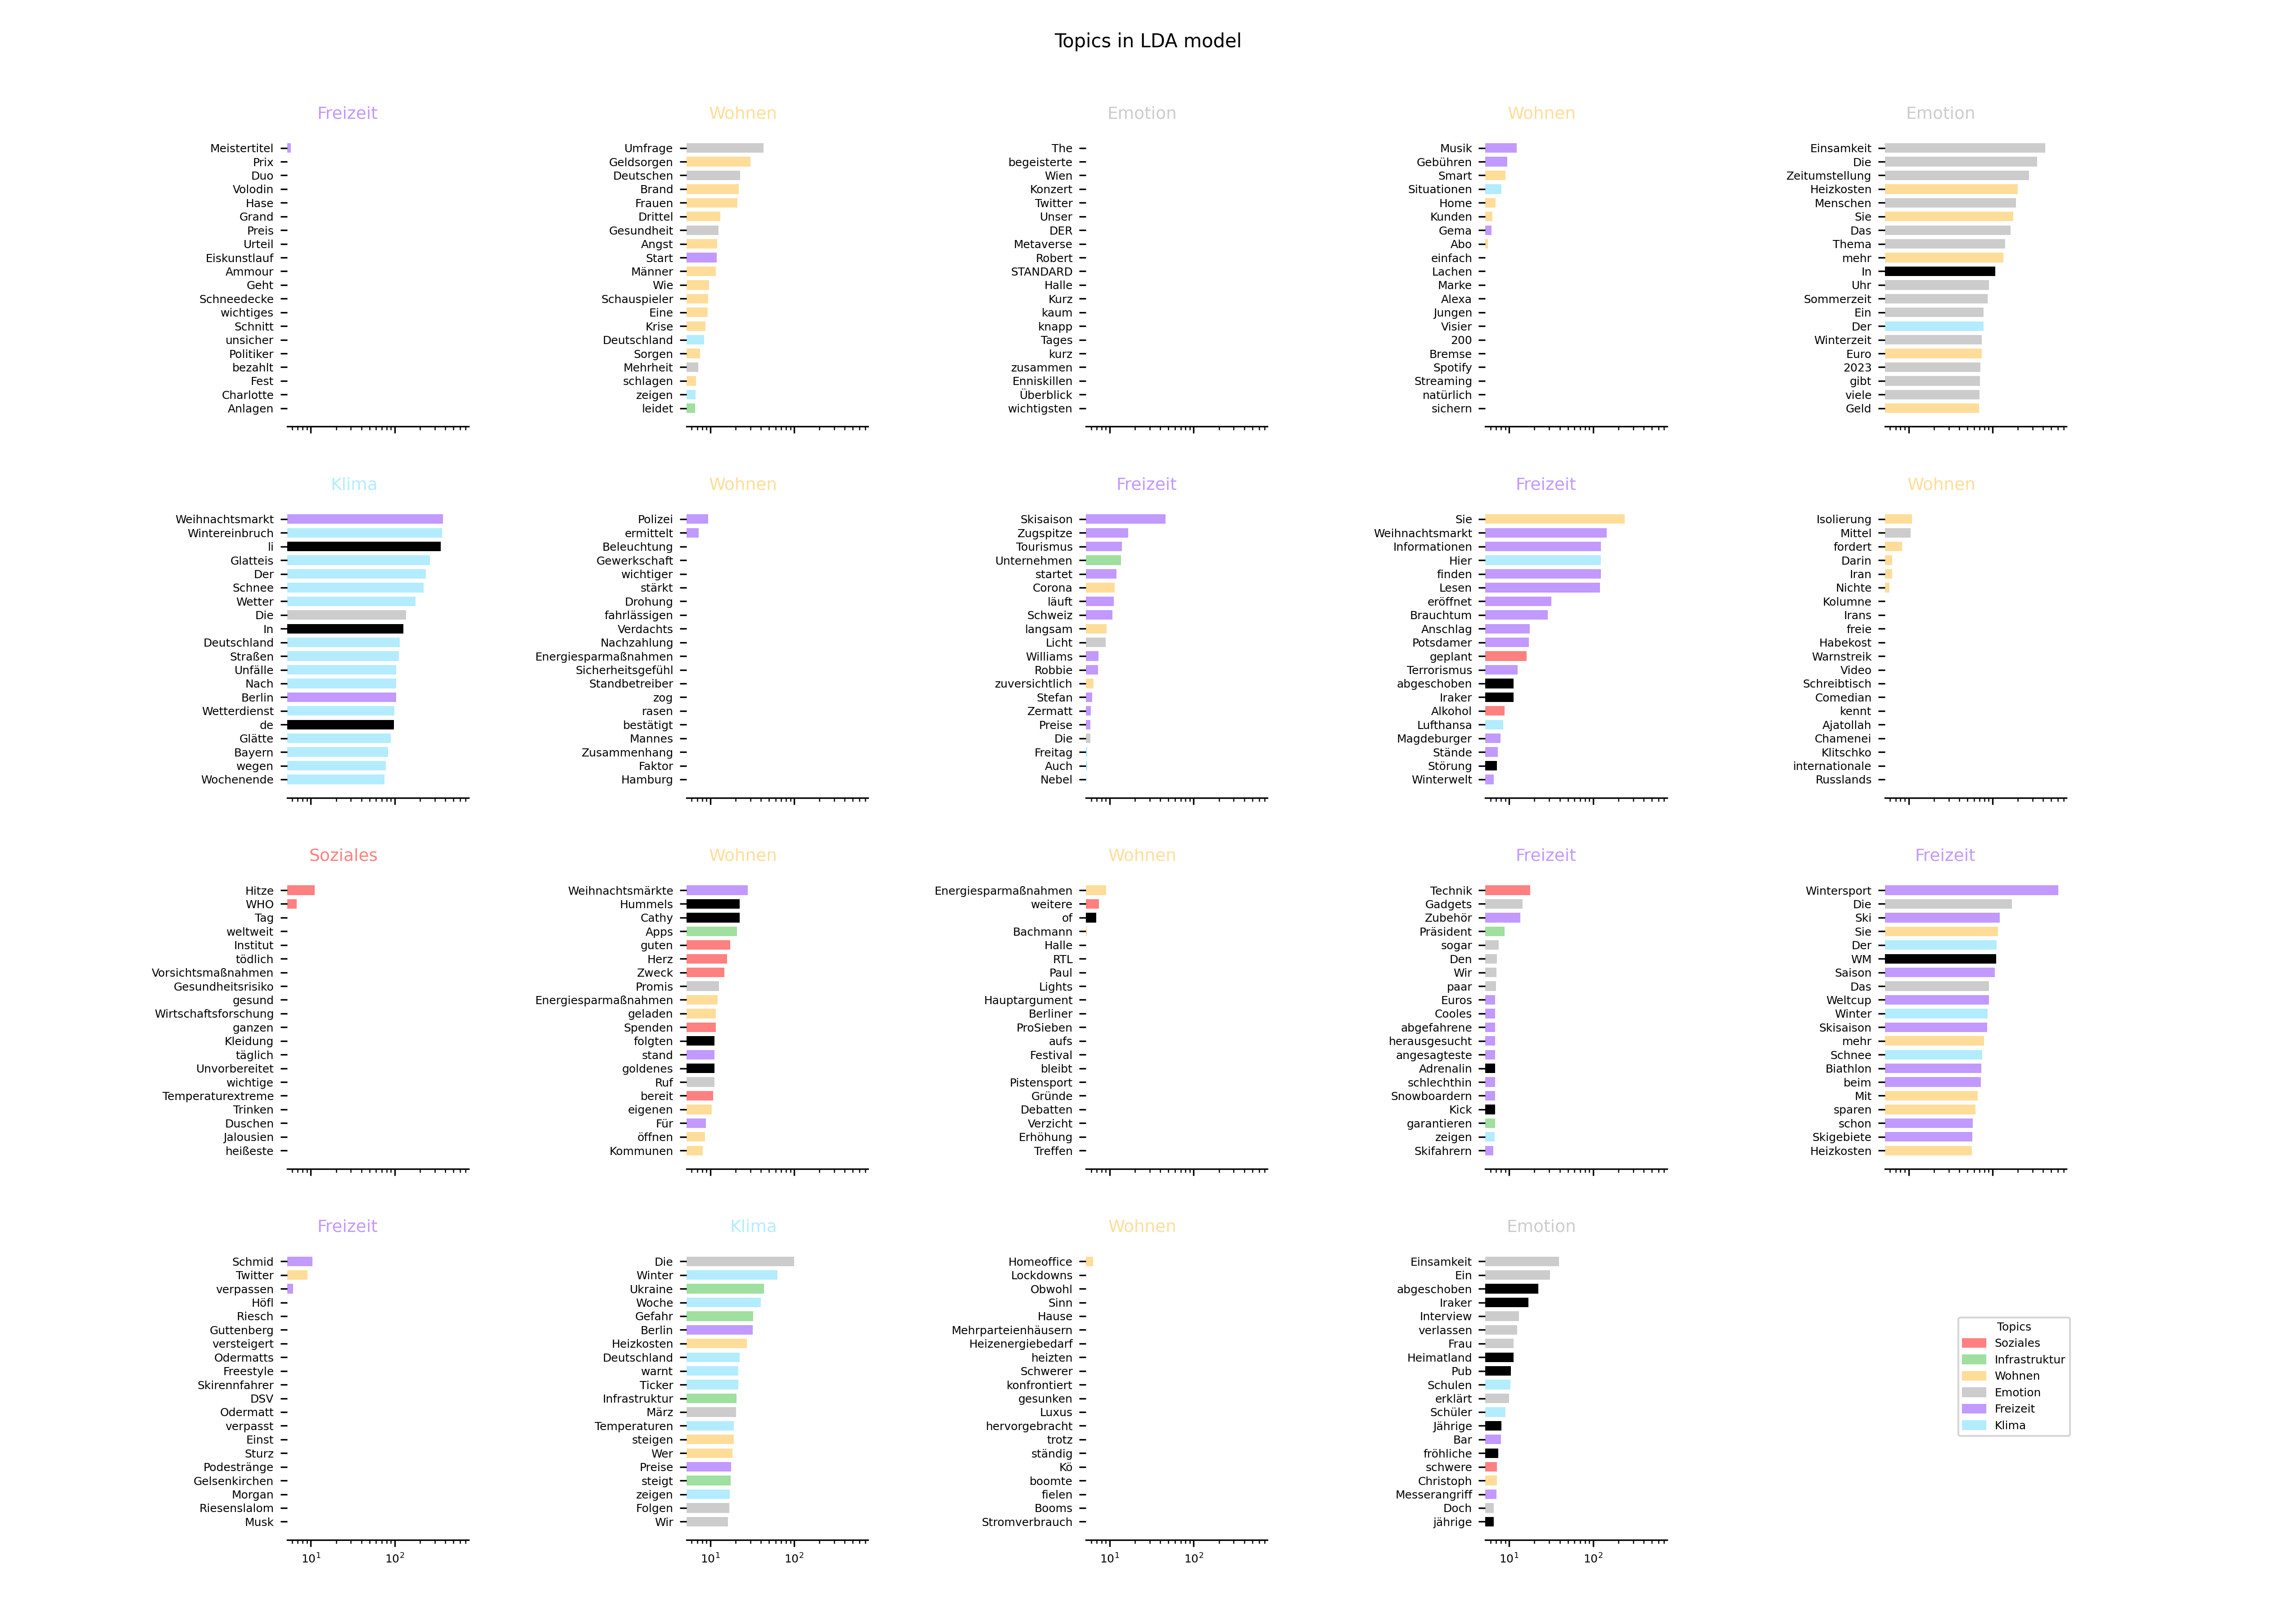 Topics in LDA model
Freizeit
Meistertitel
Prix
Duo
Volodin
Hase
Grand
Preis
Urteil
Eiskunstlauf
Ammour
Geht
Schneedecke
wichtiges
Schnitt
unsicher
Politiker
bezahlt
Fest
Charlotte
Anlagen
Wohnen
Umfrage
Geldsorgen
Deutschen
Brand
Frauen
Drittel
Gesundheit
Angst
Start
Männer
Wie
Schauspieler
Eine
Krise
Deutschland
Sorgen
Mehrheit
schlagen
zeigen
leidet
Emotion
The
begeisterte
Wien
Konzert
Twitter
Unser
DER
Metaverse
Robert
STANDARD
Halle
Kurz
kaum
knapp
Tages
kurz
zusammen
Enniskillen
Überblick
wichtigsten
Wohnen
Musik
Gebühren
Smart
Situationen
Home
Kunden
Gema
Abo
einfach
Lachen
Marke
Alexa
Jungen
Visier
200
Bremse
Spotify
Streaming
natürlich
sichern
Emotion
Einsamkeit
Die
Zeitumstellung
Heizkosten
Menschen
Sie
Das
Thema
mehr
In
Uhr
Sommerzeit
Ein
Der
Winterzeit
Euro
2023
gibt
viele
Geld
Klima
Weihnachtsmarkt
Wintereinbruch
li
Glatteis
Der
Schnee
Wetter
Die
In
Deutschland
Straßen
Unfälle
Nach
Berlin
Wetterdienst
de
Glätte
Bayern
wegen
Wochenende
Wohnen
Polizei
ermittelt
Beleuchtung
Gewerkschaft
wichtiger
stärkt
Drohung
fahrlässigen
Verdachts
Nachzahlung
Energiesparmaßnahmen
Sicherheitsgefühl
Standbetreiber
zog
rasen
bestätigt
Mannes
Zusammenhang
Faktor
Hamburg
Freizeit
Skisaison
Zugspitze
Tourismus
Unternehmen
startet
Corona
läuft
Schweiz
langsam
Licht
Williams
Robbie
zuversichtlich
Stefan
Zermatt
Preise
Die
Freitag
Auch
Nebel
Freizeit
Sie
Weihnachtsmarkt
Informationen
Hier
finden
Lesen
eröffnet
Brauchtum
Anschlag
Potsdamer
geplant
Terrorismus
abgeschoben
Iraker
Alkohol
Lufthansa
Magdeburger
Stände
Störung
Winterwelt
Wohnen
Isolierung
Mittel
fordert
Darin
Iran
Nichte
Kolumne
Irans
freie
Habekost
Warnstreik
Video
Schreibtisch
Comedian
kennt
Ajatollah
Chamenei
Klitschko
internationale
Russlands
Soziales
Hitze
WHO
Tag
weltweit
Institut
tödlich
Vorsichtsmaßnahmen
Gesundheitsrisiko
gesund
Wirtschaftsforschung
ganzen
Kleidung
täglich
Unvorbereitet
wichtige
Temperaturextreme
Trinken
Duschen
Jalousien
heißeste
Wohnen
Weihnachtsmärkte
Hummels
Cathy
Apps
guten
Herz
Zweck
Promis
Energiesparmaßnahmen
geladen
Spenden
folgten
stand
goldenes
Ruf
bereit
eigenen
Für
öffnen
Kommunen
Wohnen
Energiesparmaßnahmen
weitere
of
Bachmann
Halle
RTL
Paul
Lights
Hauptargument
Berliner
ProSieben
aufs
Festival
bleibt
Pistensport
Gründe
Debatten
Verzicht
Erhöhung
Treffen
Freizeit
Technik
Gadgets
Zubehör
Präsident
sogar
Den
Wir
paar
Euros
Cooles
abgefahrene
herausgesucht
angesagteste
Adrenalin
schlechthin
Snowboardern
Kick
garantieren
zeigen
Skifahrern
Freizeit
Wintersport
Die
Ski
Sie
Der
WM
Saison
Das
Weltcup
Winter
Skisaison
mehr
Schnee
Biathlon
beim
Mit
sparen
schon
Skigebiete
Heizkosten
Freizeit
Schmid
Twitter
verpassen
Höfl
Riesch
Guttenberg
versteigert
Odermatts
Freestyle
Skirennfahrer
DSV
Odermatt
verpasst
Einst
Sturz
Podestränge
Gelsenkirchen
Morgan
Riesenslalom
Musk
10¹ 10²
Klima
Die
Winter
Ukraine
Woche
Gefahr
Berlin
Heizkosten
Deutschland
warnt
Ticker
Infrastruktur
März
Temperaturen
steigen
Wer
Preise
steigt
zeigen
Folgen
Wir
10¹ 10²
Wohnen
Homeoffice
Lockdowns
Obwohl
Sinn
Hause
Mehrparteienhäusern
Heizenergiebedarf
heizten
Schwerer
konfrontiert
gesunken
Luxus
hervorgebracht
trotz
ständig
Kö
boomte
fielen
Booms
Stromverbrauch
10¹ 10²
Emotion
Einsamkeit
Ein
abgeschoben
Iraker
Interview
verlassen
Frau
Heimatland
Pub
Schulen
erklärt
Schüler
Jährige
Bar
fröhliche
schwere
Christoph
Messerangriff
Doch
jährige
10¹ 10²
Topics
Soziales
Infrastruktur
Wohnen
Emotion
Freizeit
Klima